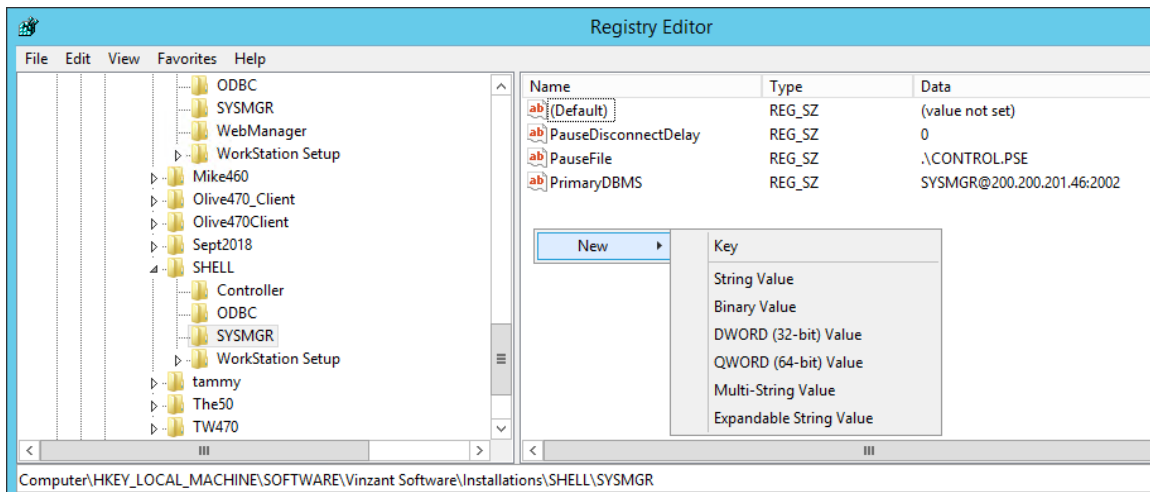 Registry Editor
File Edit View Favorites Help
ODBC
SYSMGR
WebManager
WorkStation Setup
Mike460
Olive470_Client
Olive470Client
Sept2018
SHELL
Controller
ODBC
SYSMGR
WorkStation Setup
tammy
The50
TW470
Name Type Data
ab (Default) REG_SZ (value not set)
ab PauseDisconnectDelay REG_SZ 0
ab PauseFile REG_SZ .\CONTROL.PSE
ab PrimaryDBMS REG_SZ SYSMGR@200.200.201.46:2002
New
Key
String Value
Binary Value
DWORD (32-bit) Value
QWORD (64-bit) Value
Multi-String Value
Expandable String Value
Computer\HKEY_LOCAL_MACHINE\SOFTWARE\Vinzant Software\Installations\SHELL\SYSMGR